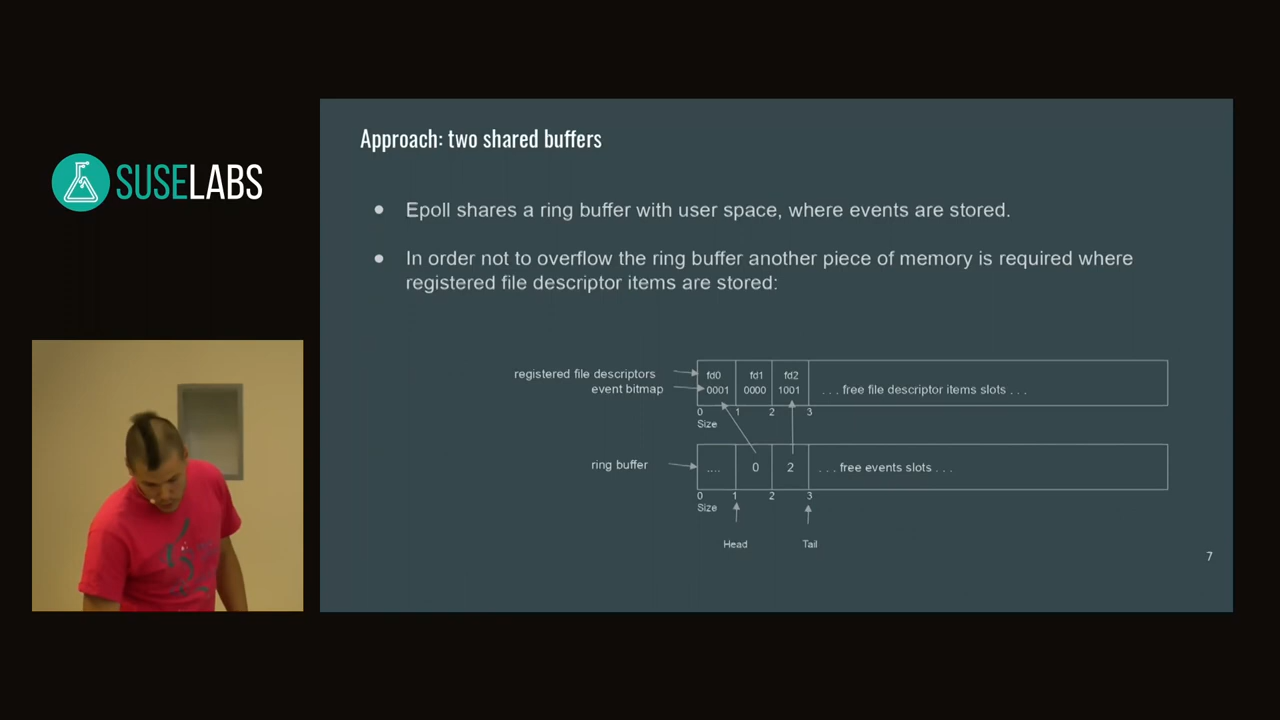 SUSELABS
Approach: two shared buffers
● Epoll shares a ring buffer with user space, where events are stored.
● In order not to overflow the ring buffer another piece of memory is required where
registered file descriptor items are stored:
registered file descriptors
event bitmap
fd0 fd1 fd2
0001 0000 1001 . . . free file descriptor items slots . . .
0 1 2 3
Size
ring buffer
.... 0 2 . . . free events slots . . .
0 1 2 3
Size
Head Tail
7